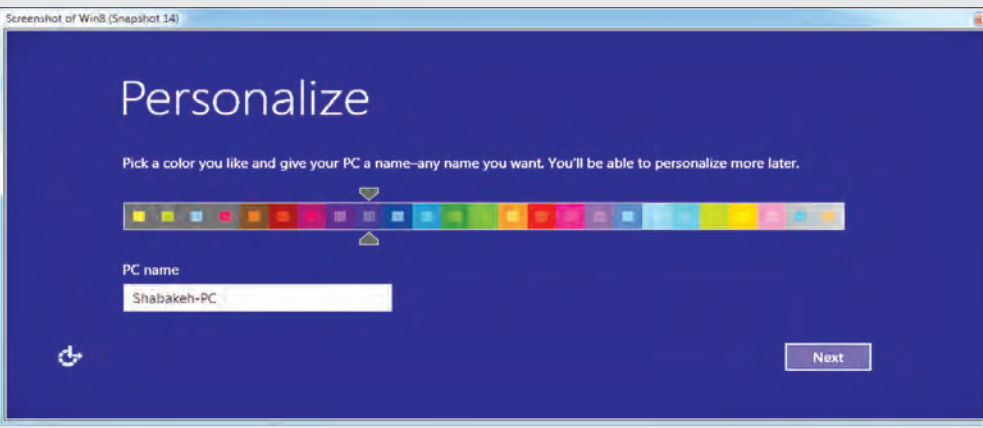 Screenshot of Win8 (Snapshot 14)
Personalize
Pick a color you like and give your PC a name–any name you want. You'll be able to personalize more later.
PC name
Shabakeh-PC
Next